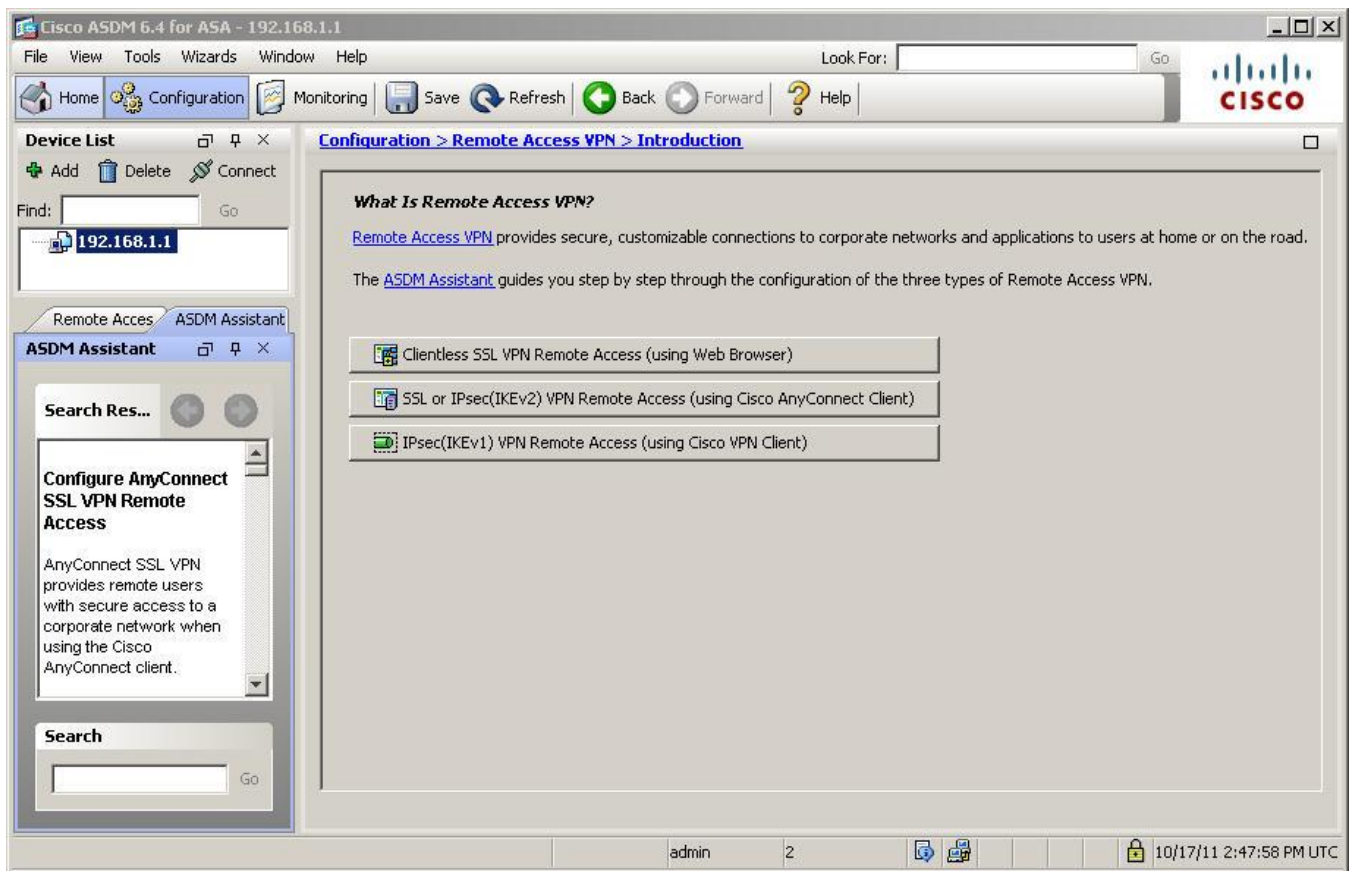 Cisco ASDM 6.4 for ASA - 192.168.1.1
File View Tools Wizards Window Help
Look For:
Go
Home
Configuration
Monitoring
Save
Refresh
Back
Forward
Help
CISCO
Device List
Add
Delete
Connect
Find:
Go
192.168.1.1
Remote Acces
ASDM Assistant
ASDM Assistant
Search Res...
Configure AnyConnect
SSL VPN Remote
Access
AnyConnect SSL VPN
provides remote users
with secure access to a
corporate network when
using the Cisco
AnyConnect client.
Search
Go
Configuration > Remote Access VPN > Introduction
What Is Remote Access VPN?
Remote Access VPN provides secure, customizable connections to corporate networks and applications to users at home or on the road.
The ASDM Assistant guides you step by step through the configuration of the three types of Remote Access VPN.
Clientless SSL VPN Remote Access (using Web Browser)
SSL or IPsec(IKEv2) VPN Remote Access (using Cisco AnyConnect Client)
IPsec(IKEv1) VPN Remote Access (using Cisco VPN Client)
admin
2
10/17/11 2:47:58 PM UTC